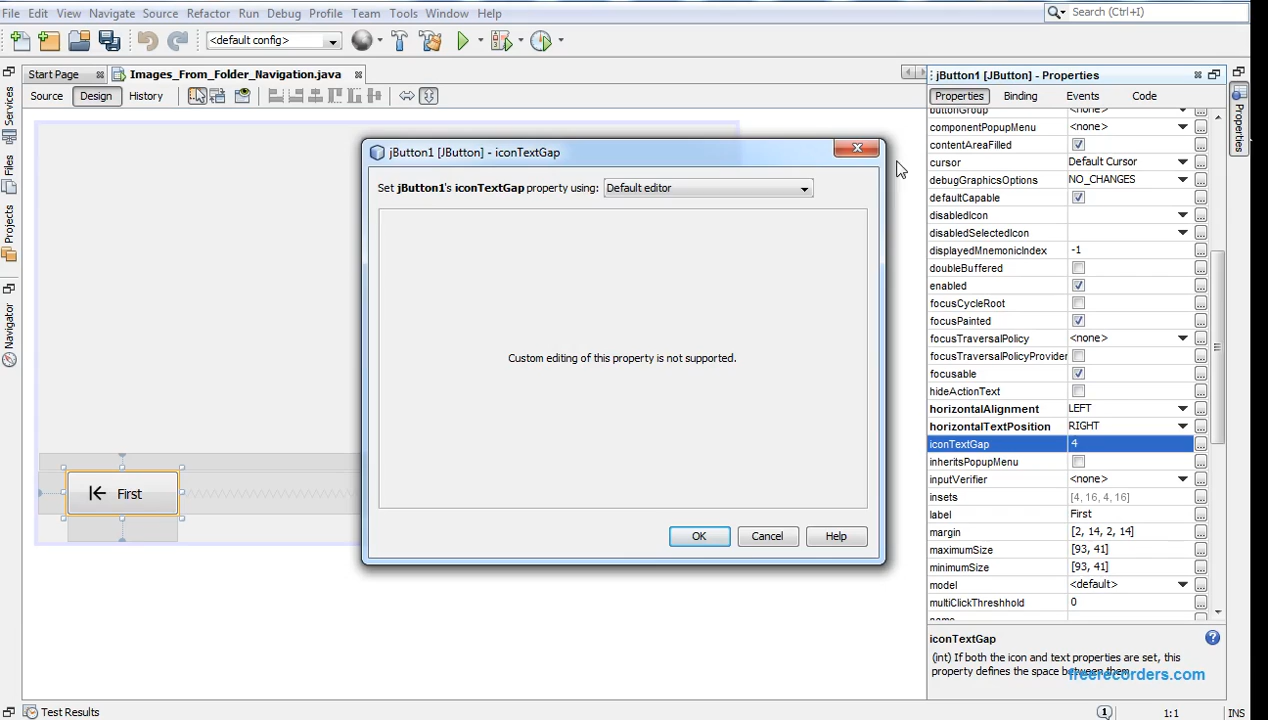 File Edit View Navigate Source Refactor Run Debug Profile Team Tools Window Help
Search (Ctrl+I)
<default config>
Start Page
Images_From_Folder_Navigation.java
Source Design History
Services
Files
Projects
Navigator
First
jButton1 [JButton] - iconTextGap
Set jButton1's iconTextGap property using: Default editor
Custom editing of this property is not supported.
OK Cancel Help
jButton1 [JButton] - Properties
Properties Binding Events Code
buttonGroup <none>
componentPopupMenu <none>
contentAreaFilled
cursor Default Cursor
debugGraphicsOptions NO_CHANGES
defaultCapable
disabledIcon
disabledSelectedIcon
displayedMnemonicIndex -1
doubleBuffered
enabled
focusCycleRoot
focusPainted
focusTraversalPolicy <none>
focusTraversalPolicyProvider
focusable
hideActionText
horizontalAlignment LEFT
horizontalTextPosition RIGHT
iconTextGap 4
inheritsPopupMenu
inputVerifier <none>
insets [4, 16, 4, 16]
label First
margin [2, 14, 2, 14]
maximumSize [93, 41]
minimumSize [93, 41]
model <default>
multiClickThreshhold 0
iconTextGap
(int) If both the icon and text properties are set, this
property defines the space between them.
freerecorders.com
Properties
Test Results
1 1:1 INS